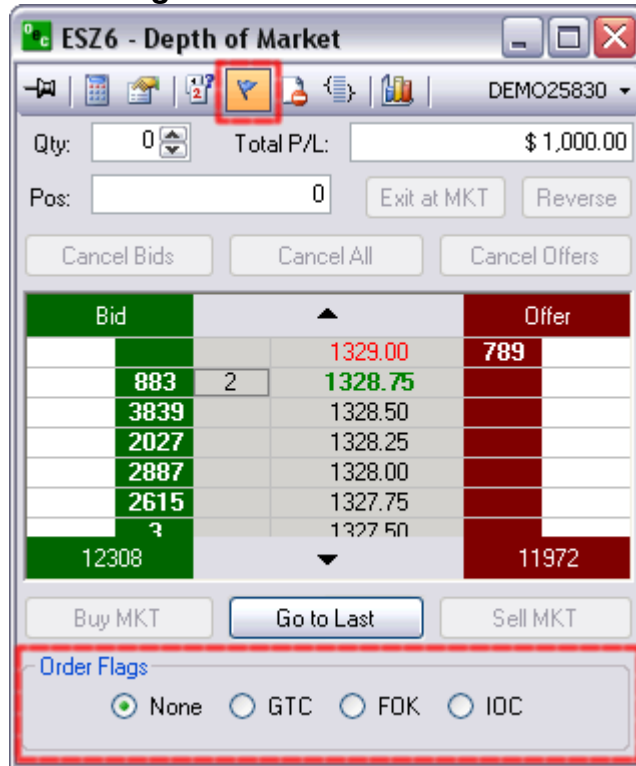 ESZ6 - Depth of Market
DEMO25830
Qty: 0 Total P/L: $ 1,000.00
Pos: 0 Exit at MKT Reverse
Cancel Bids Cancel All Cancel Offers
Bid Offer
1329.00 789
883 2 1328.75
3839 1328.50
2027 1328.25
2887 1328.00
2615 1327.75
3 1327.50
12308 11972
Buy MKT Go to Last Sell MKT
Order Flags
None GTC FOK IOC